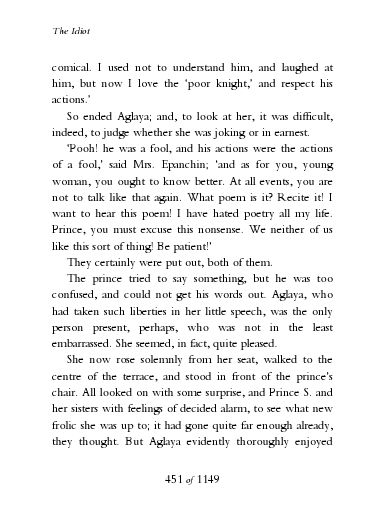 The Idiot
comical. I used not to understand him, and laughed at
him, but now I love the ‘poor knight,’ and respect his
actions.’
So ended Aglaya; and, to look at her, it was difficult,
indeed, to judge whether she was joking or in earnest.
‘Pooh! he was a fool, and his actions were the actions
of a fool,’ said Mrs. Epanchin; ‘and as for you, young
woman, you ought to know better. At all events, you are
not to talk like that again. What poem is it? Recite it! I
want to hear this poem! I have hated poetry all my life.
Prince, you must excuse this nonsense. We neither of us
like this sort of thing! Be patient!’
They certainly were put out, both of them.
The prince tried to say something, but he was too
confused, and could not get his words out. Aglaya, who
had taken such liberties in her little speech, was the only
person present, perhaps, who was not in the least
embarrassed. She seemed, in fact, quite pleased.
She now rose solemnly from her seat, walked to the
centre of the terrace, and stood in front of the prince’s
chair. All looked on with some surprise, and Prince S. and
her sisters with feelings of decided alarm, to see what new
frolic she was up to; it had gone quite far enough already,
they thought. But Aglaya evidently thoroughly enjoyed
451 of 1149